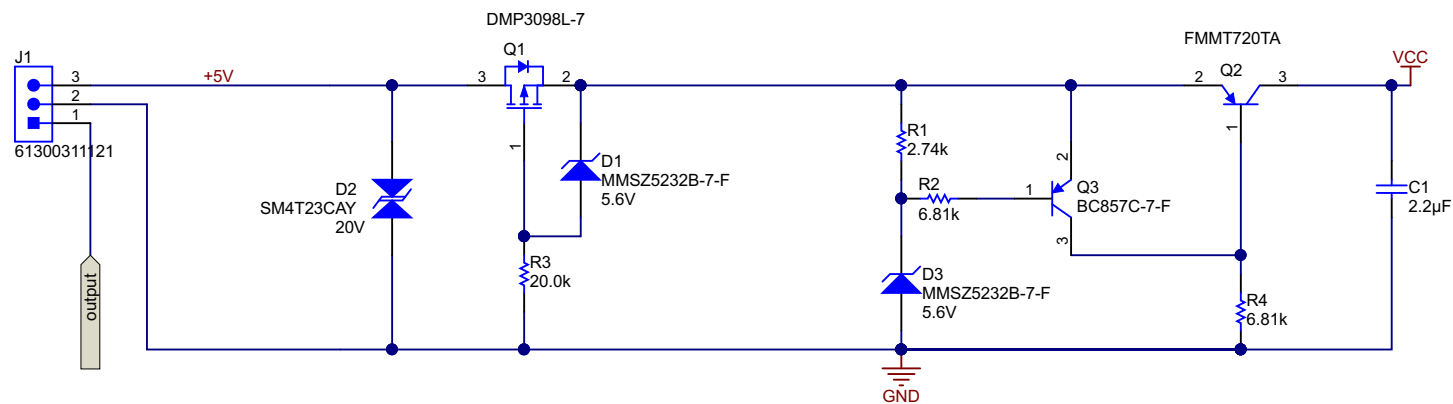 DMP3098L-7
FMMT720TA
J1
Q1
Q2
VCC
3
+5V
3
2
2
3
2
1
1
1
61300311121
R1
2.74k
D1
MMSZ5232B-7-F
5.6V
2
R2
6.81k
1
Q3
BC857C-7-F
3
D2
SM4T23CAY
20V
C1
2.2µF
R3
20.0k
D3
MMSZ5232B-7-F
5.6V
R4
6.81k
output
GND